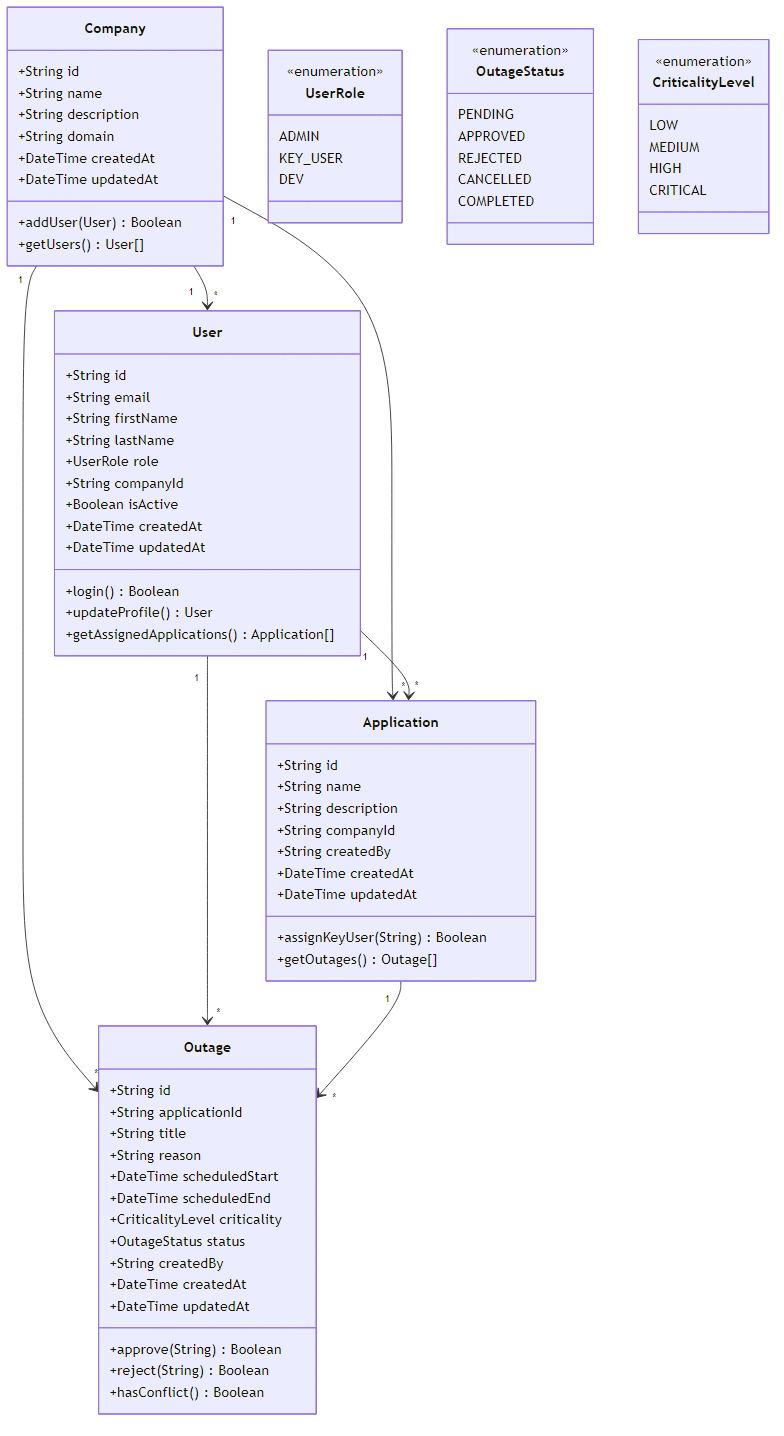 Company
+String id
+String name
+String description
+String domain
+DateTime createdAt
+DateTime updatedAt
+addUser(User) : Boolean
+getUsers() : User[]
«enumeration»
UserRole
ADMIN
KEY_USER
DEV
«enumeration»
OutageStatus
PENDING
APPROVED
REJECTED
CANCELLED
COMPLETED
«enumeration»
CriticalityLevel
LOW
MEDIUM
HIGH
CRITICAL
1
1
1
*
User
+String id
+String email
+String firstName
+String lastName
+UserRole role
+String companyId
+Boolean isActive
+DateTime createdAt
+DateTime updatedAt
+login() : Boolean
+updateProfile() : User
+getAssignedApplications() : Application[]
1
1
*
*
Application
+String id
+String name
+String description
+String companyId
+String createdBy
+DateTime createdAt
+DateTime updatedAt
+assignKeyUser(String) : Boolean
+getOutages() : Outage[]
1
*
*
*
Outage
+String id
+String applicationId
+String title
+String reason
+DateTime scheduledStart
+DateTime scheduledEnd
+CriticalityLevel criticality
+OutageStatus status
+String createdBy
+DateTime createdAt
+DateTime updatedAt
+approve(String) : Boolean
+reject(String) : Boolean
+hasConflict() : Boolean